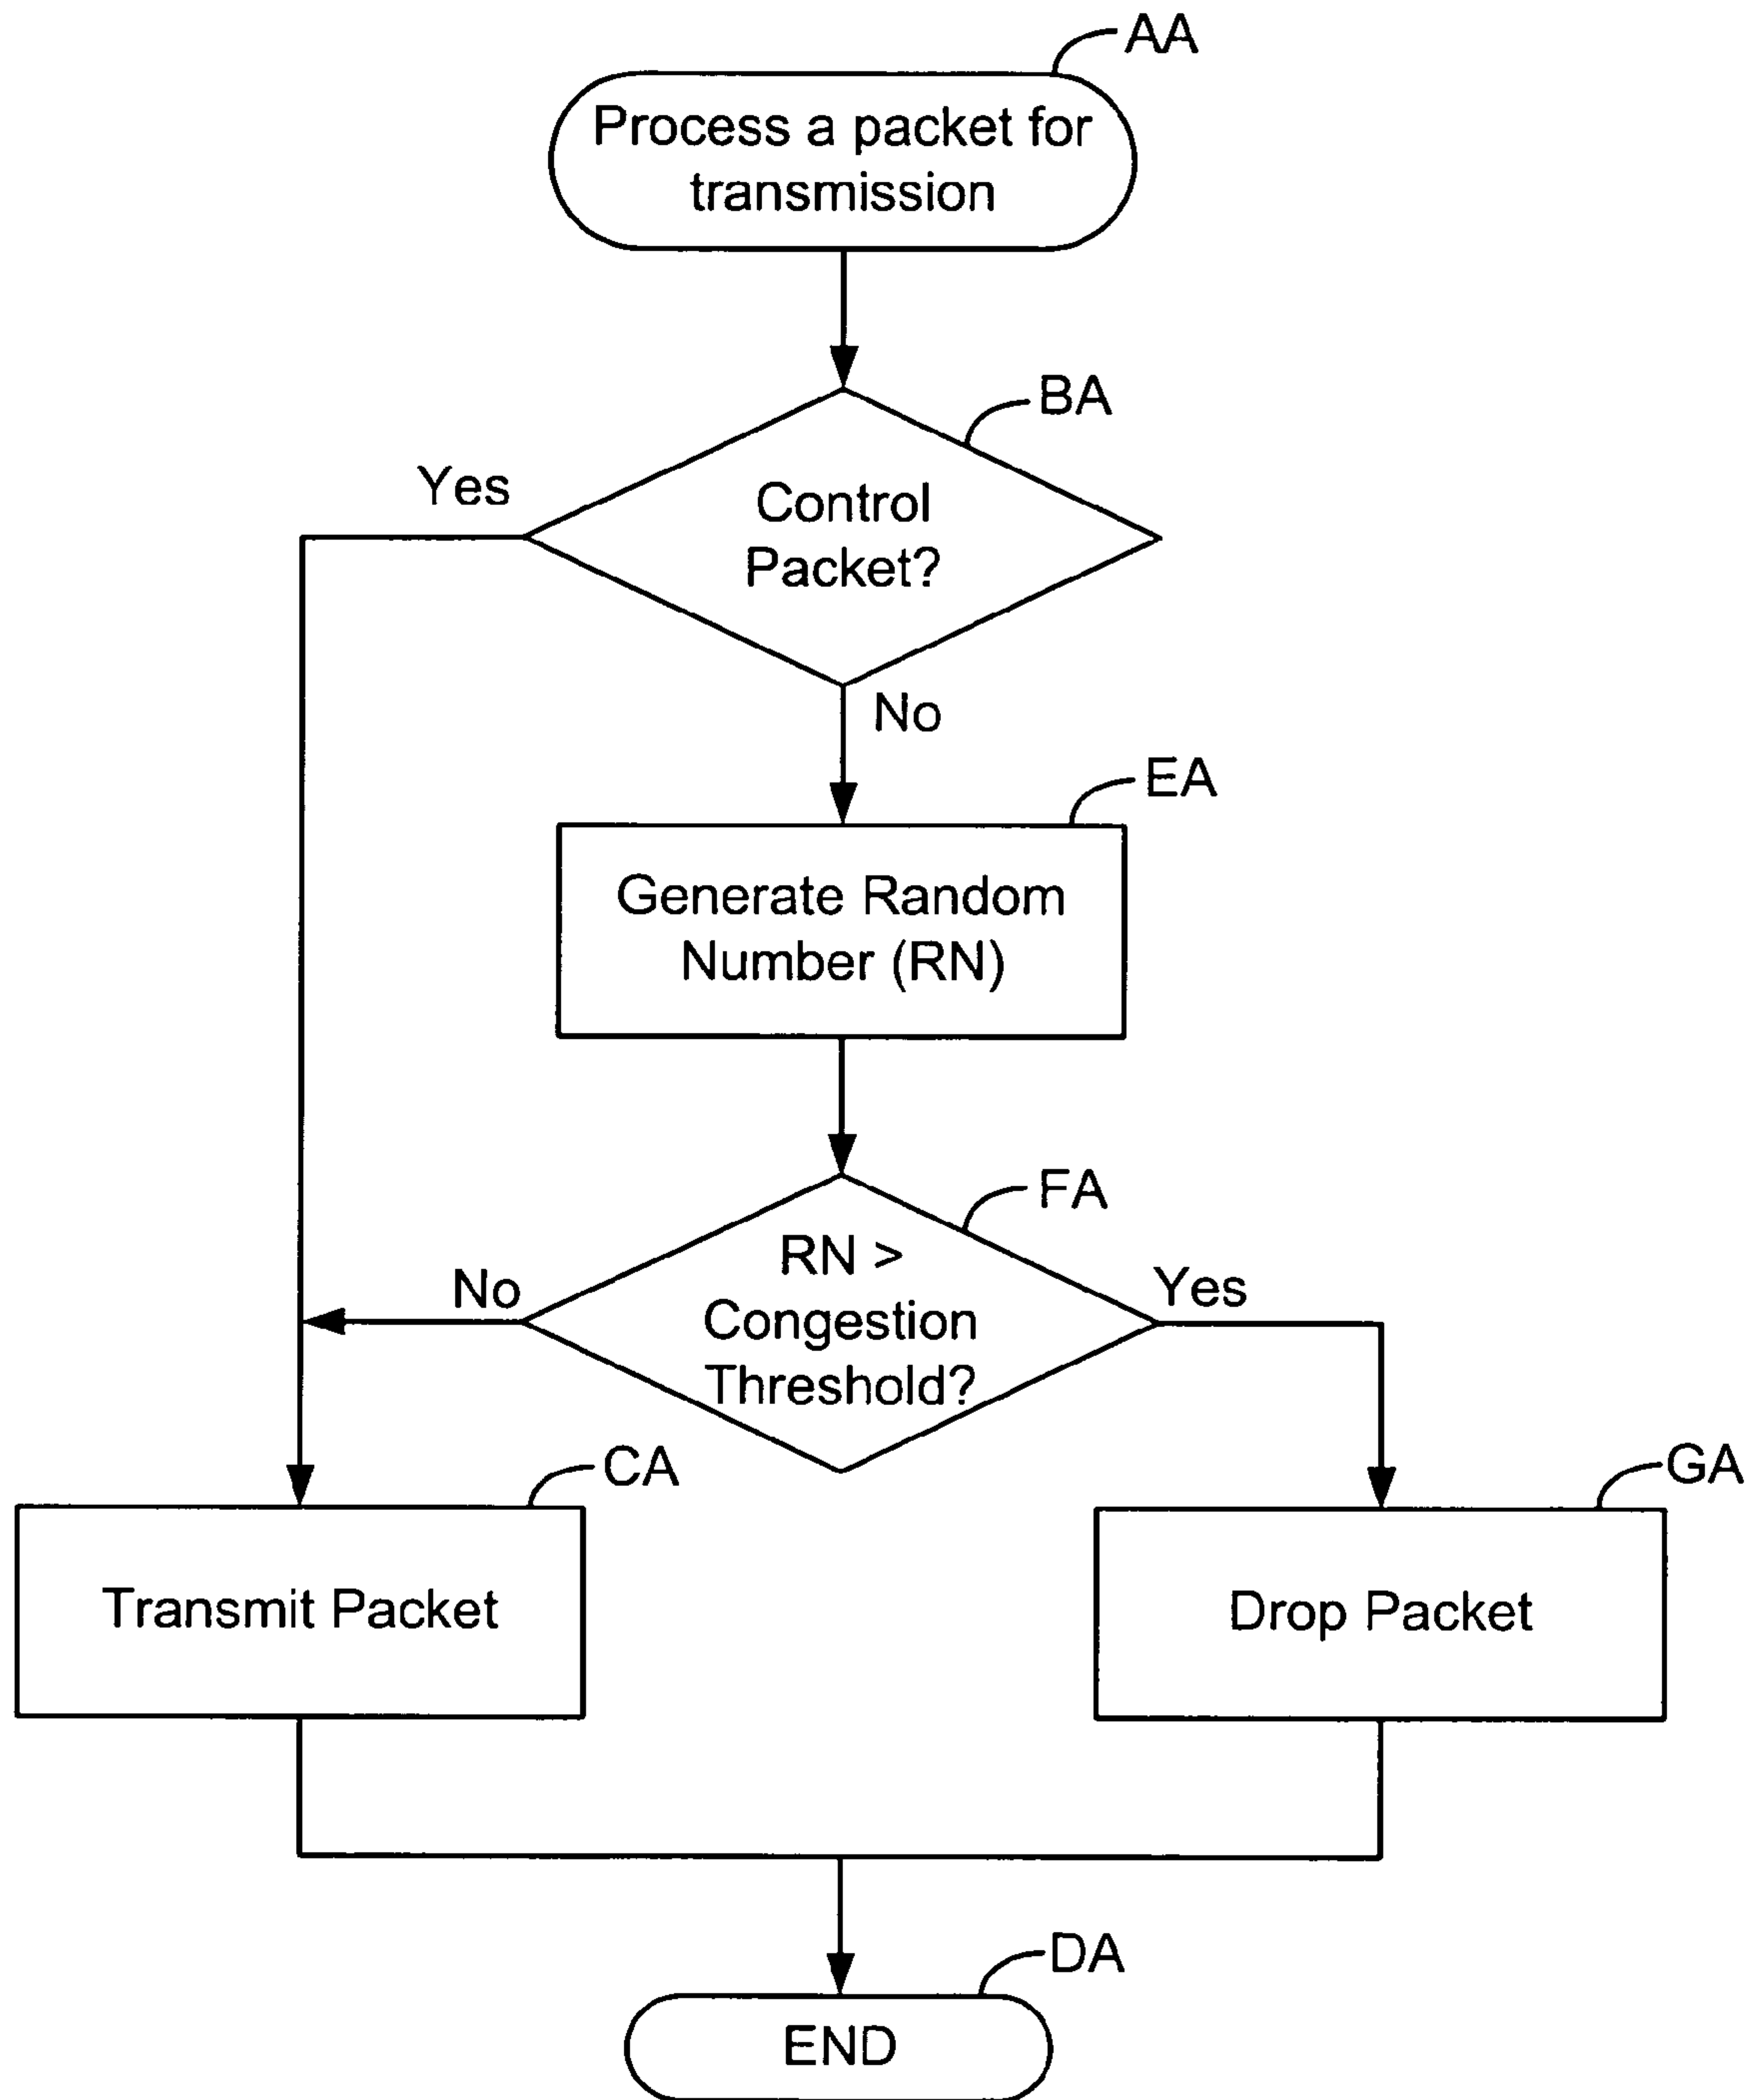 AA
Process a packet for
transmission
BA
Yes
Control
Packet?
No
EA
Generate Random
Number (RN)
FA
RN >
Congestion
Threshold?
No
Yes
CA
GA
Transmit Packet
Drop Packet
DA
END